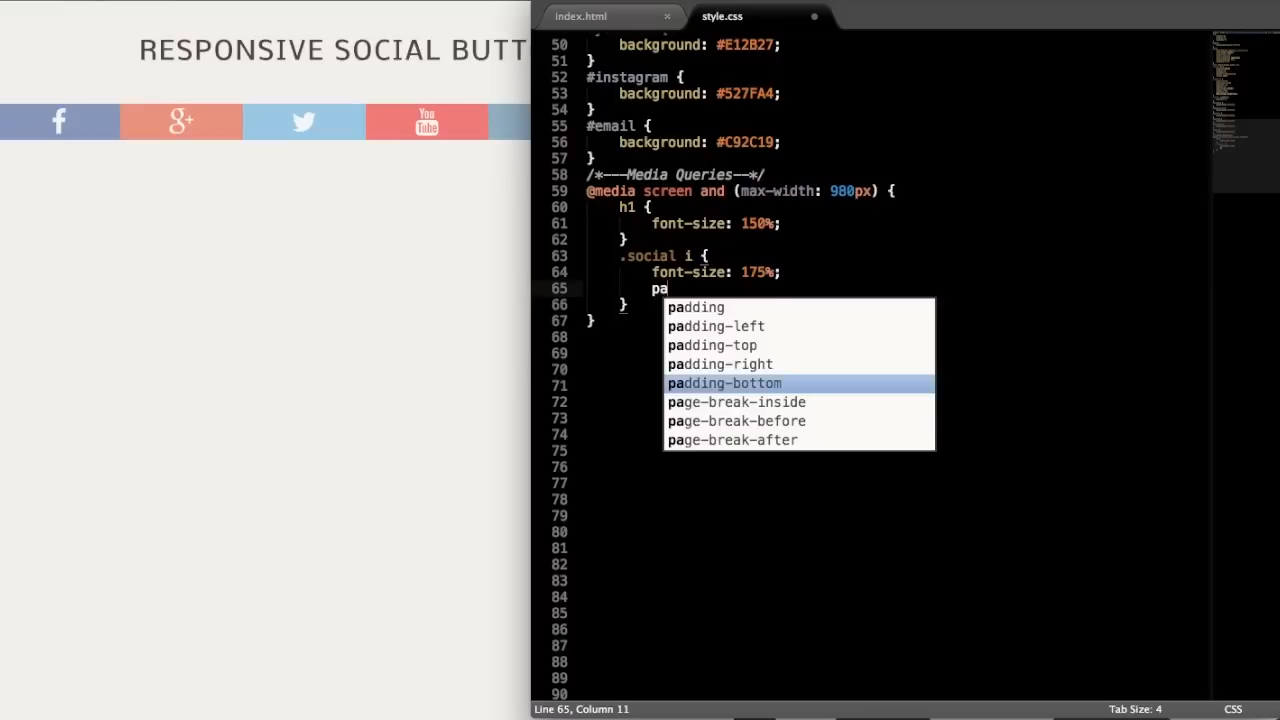 RESPONSIVE SOCIAL BUTT
f
g+
You
Tube
index.html
style.css
50 background: #E12B27;
51 }
52 #instagram {
53 background: #527FA4;
54 }
55 #email {
56 background: #C92C19;
57 }
58 /*---Media Queries--*/
59 @media screen and (max-width: 980px) {
60 h1 {
61 font-size: 150%;
62 }
63 .social i {
64 font-size: 175%;
65 pa
66 }
67 }
68
69
70
71
72
73
74
75
76
77
78
79
80
81
82
83
84
85
86
87
88
89
90
padding
padding-left
padding-top
padding-right
padding-bottom
page-break-inside
page-break-before
page-break-after
Line 65, Column 11
Tab Size: 4
CSS